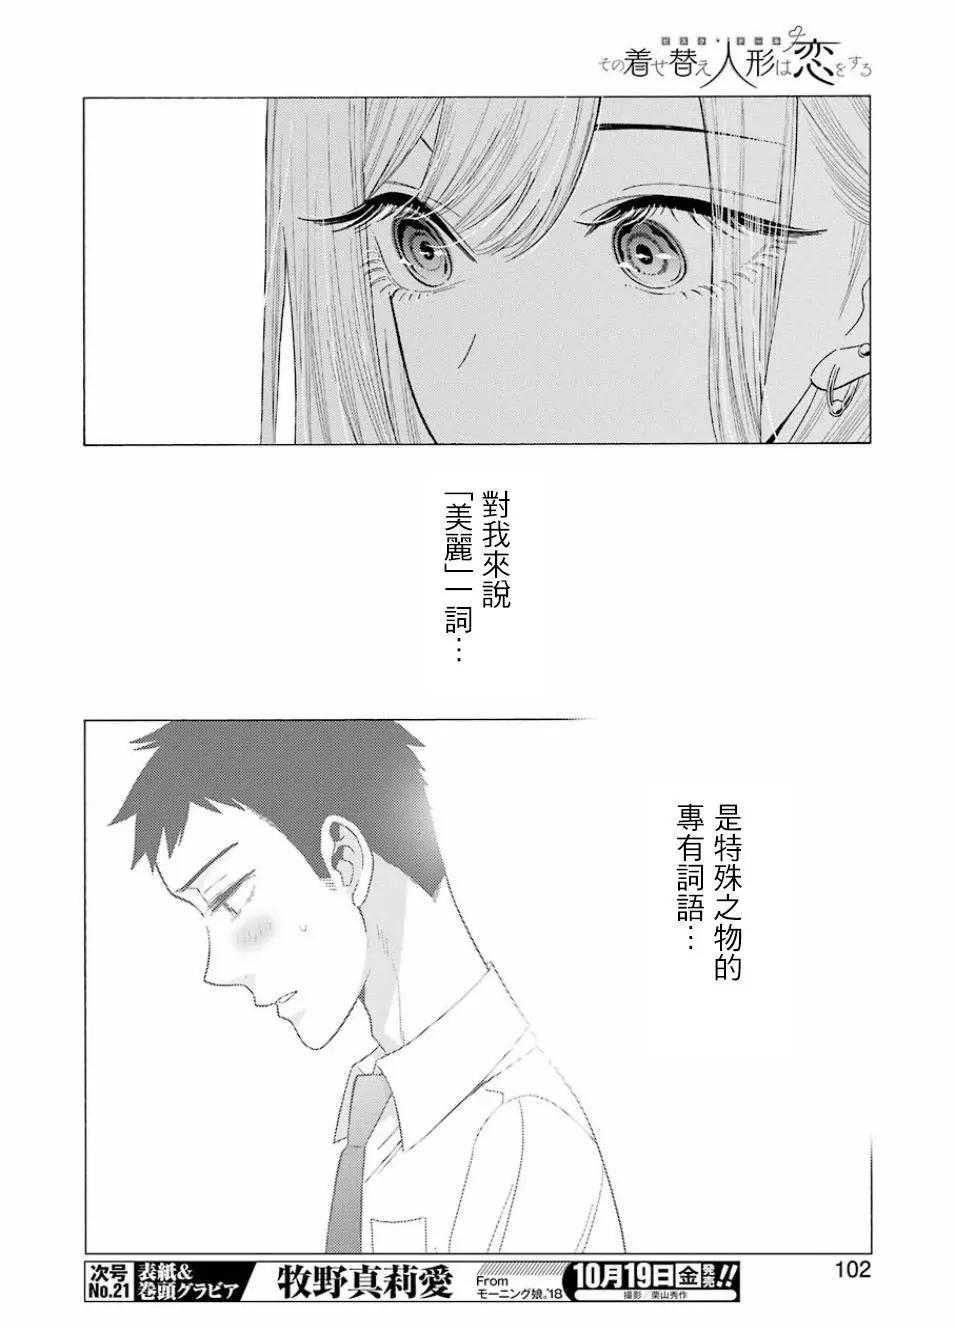 ビスク・ドール
その着せ替え人形は恋をする
對我來說
「美麗」一詞…
是特殊之物的
專有詞語…
102
次号
No.21
表紙&
巻頭グラビア
牧野真莉愛
From
モーニング娘。'18
10月19日金発売!!
撮影/栗山秀作